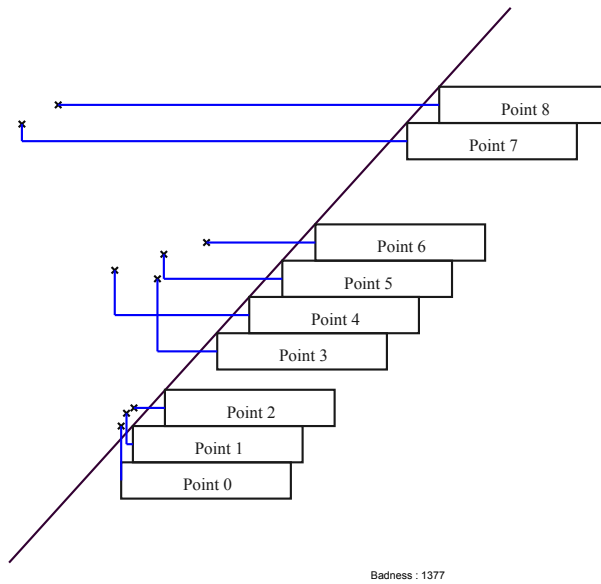 Point 8
Point 7
Point 6
Point 5
Point 4
Point 3
Point 2
Point 1
Point 0
Badness : 1377